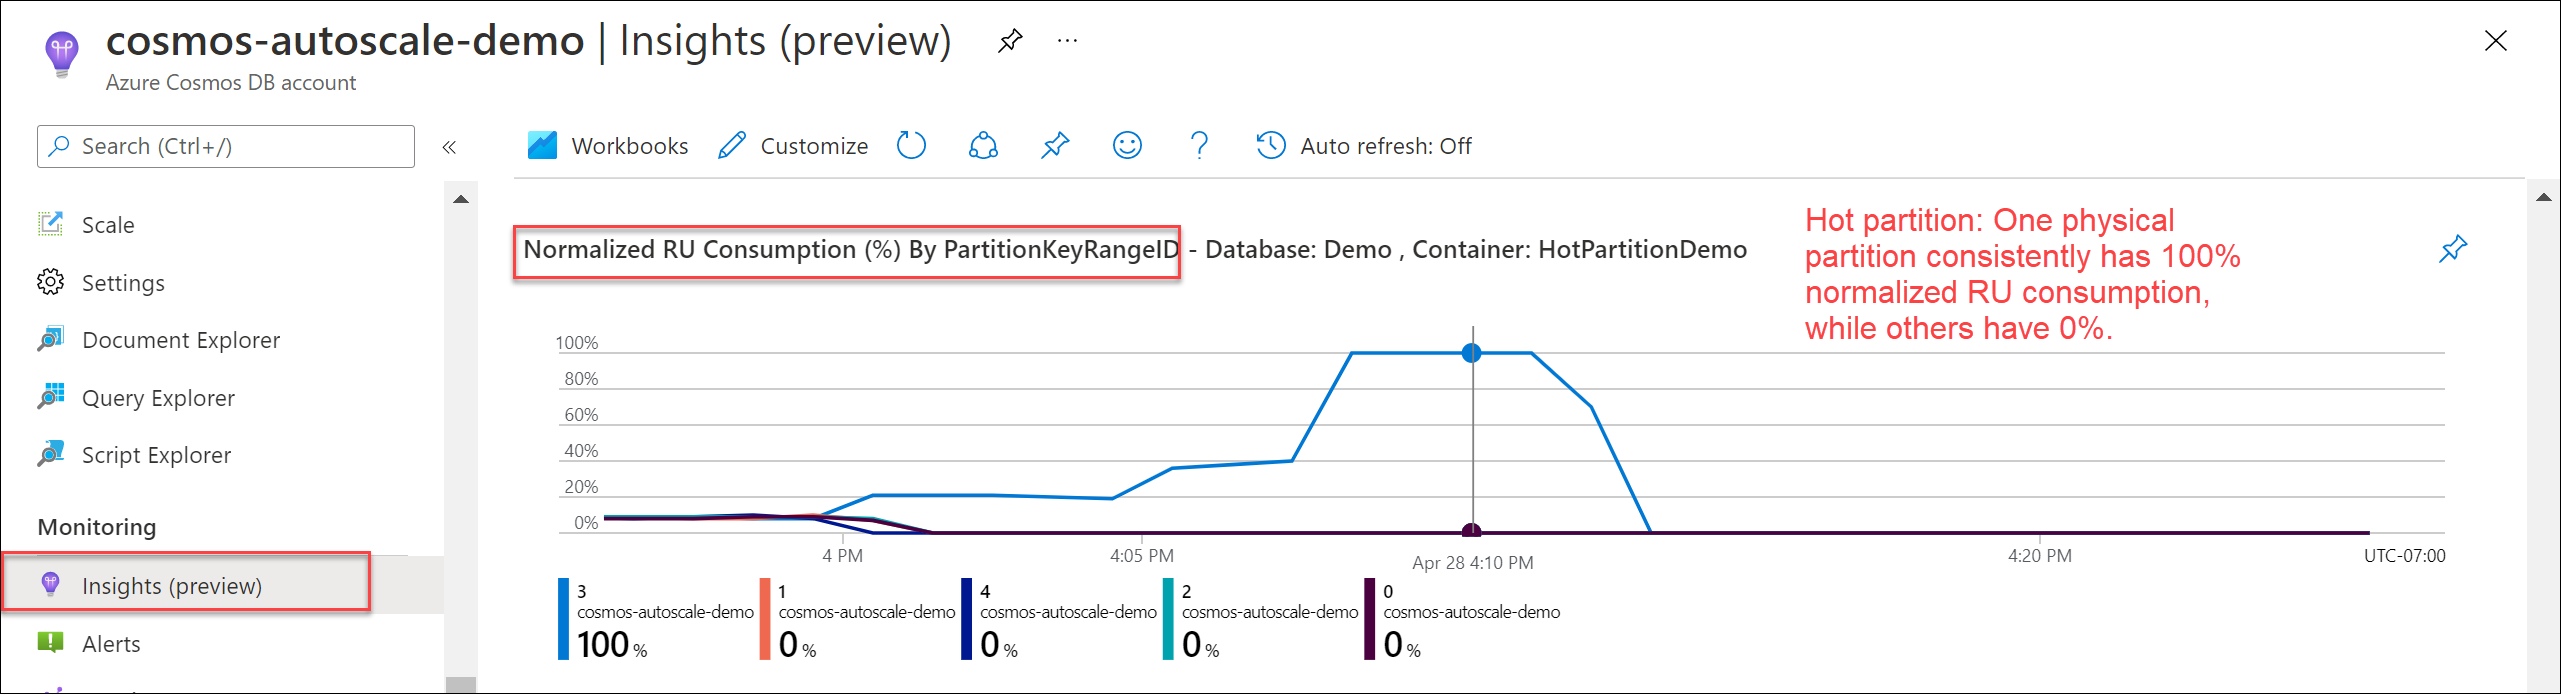 cosmos-autoscale-demo | Insights (preview) ...
Azure Cosmos DB account
Search (Ctrl+/)
«
Workbooks
Customize
Auto refresh: Off
Scale
Settings
Document Explorer
Query Explorer
Script Explorer
Monitoring
Insights (preview)
Alerts
Normalized RU Consumption (%) By PartitionKeyRangeID - Database: Demo , Container: HotPartitionDemo
Hot partition: One physical
partition consistently has 100%
normalized RU consumption,
while others have 0%.
100%
80%
60%
40%
20%
0%
4 PM
4:05 PM
Apr 28 4:10 PM
4:20 PM
UTC-07:00
3
cosmos-autoscale-demo
100 %
1
cosmos-autoscale-demo
0 %
4
cosmos-autoscale-demo
0 %
2
cosmos-autoscale-demo
0 %
0
cosmos-autoscale-demo
0 %